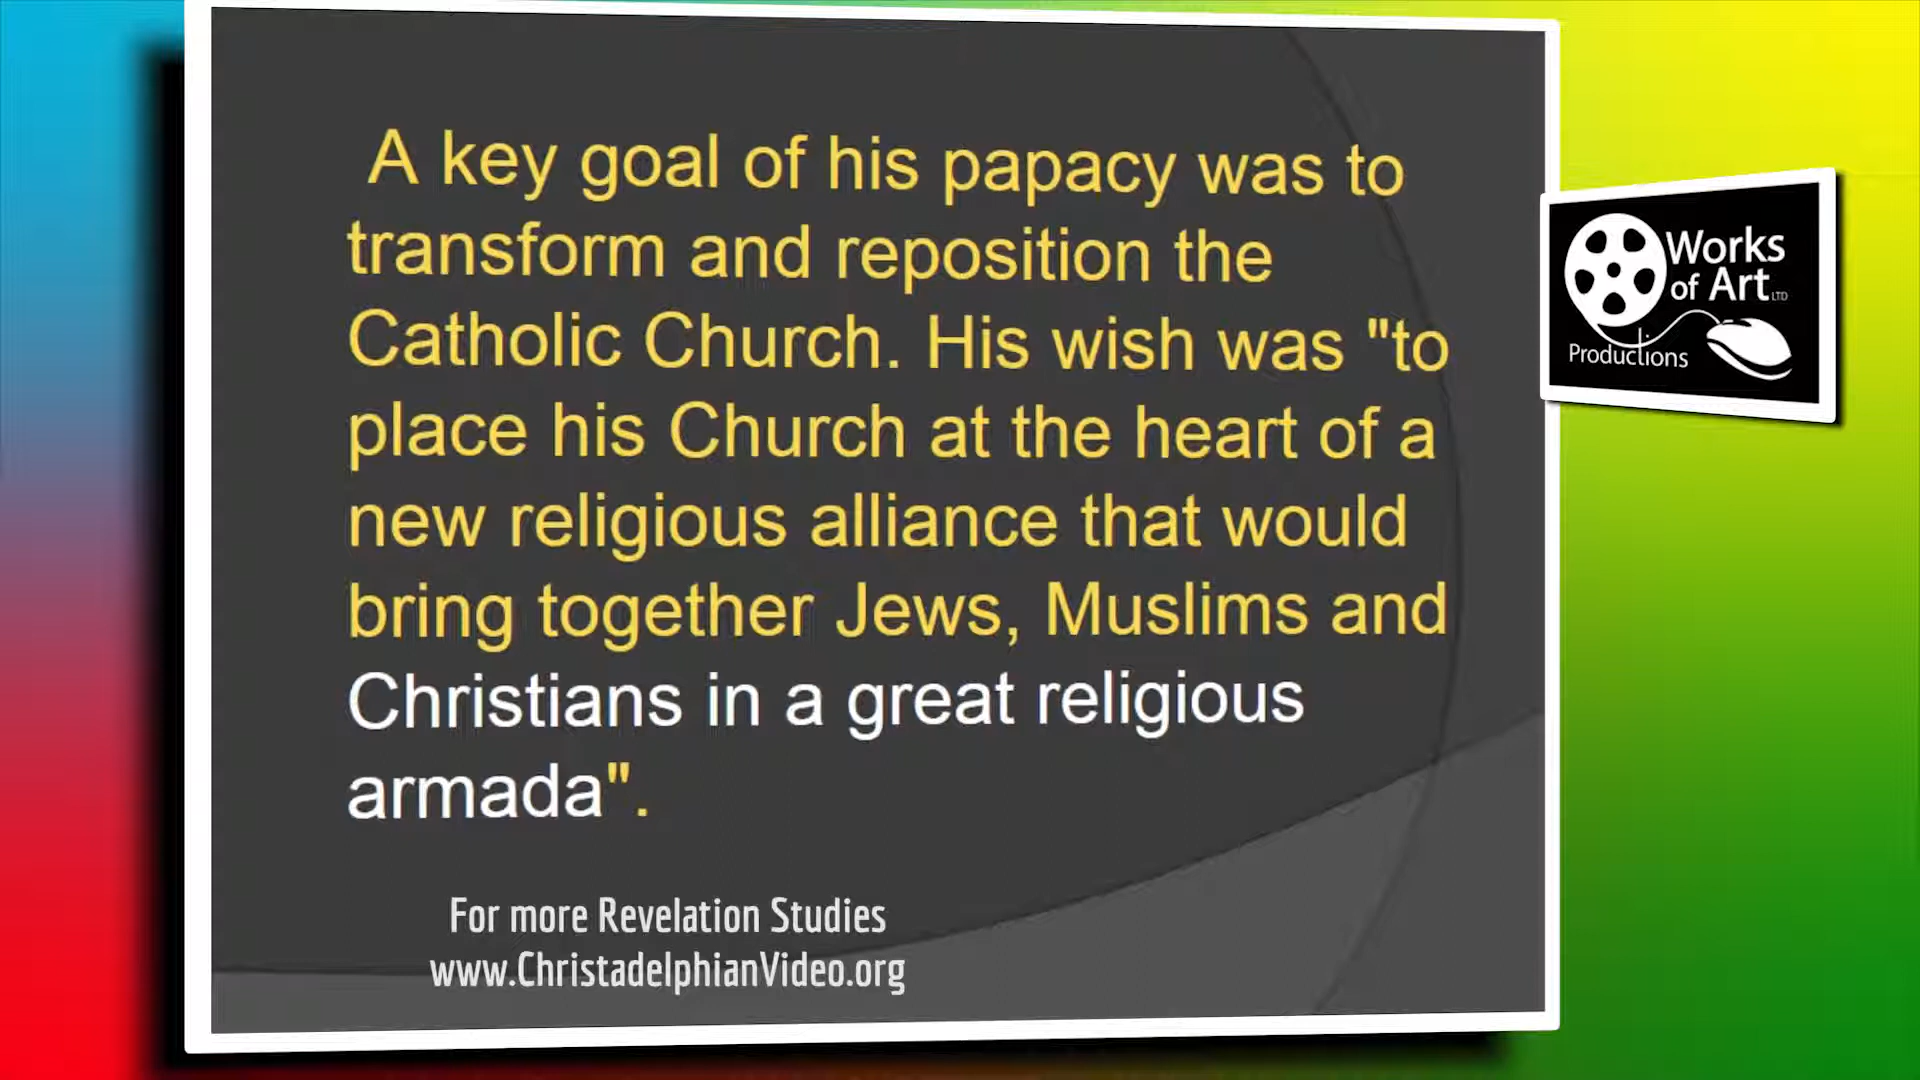 A key goal of his papacy was to
transform and reposition the
Catholic Church. His wish was "to
place his Church at the heart of a
new religious alliance that would
bring together Jews, Muslims and
Christians in a great religious
armada".
For more Revelation Studies
www.ChristadelphianVideo.org
Works
of Art LTD
Productions